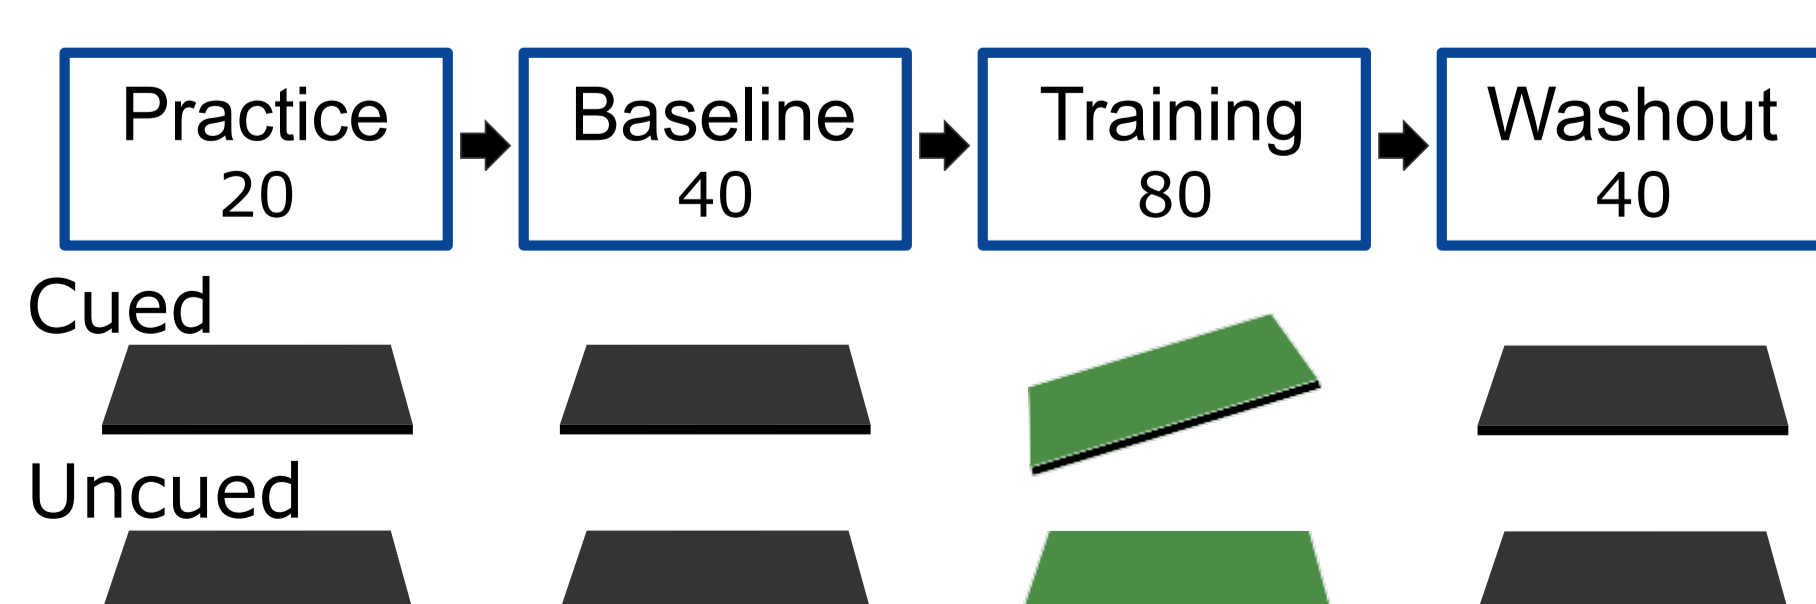 Practice
20
Baseline
40
Training
80
Washout
40
Cued
Uncued